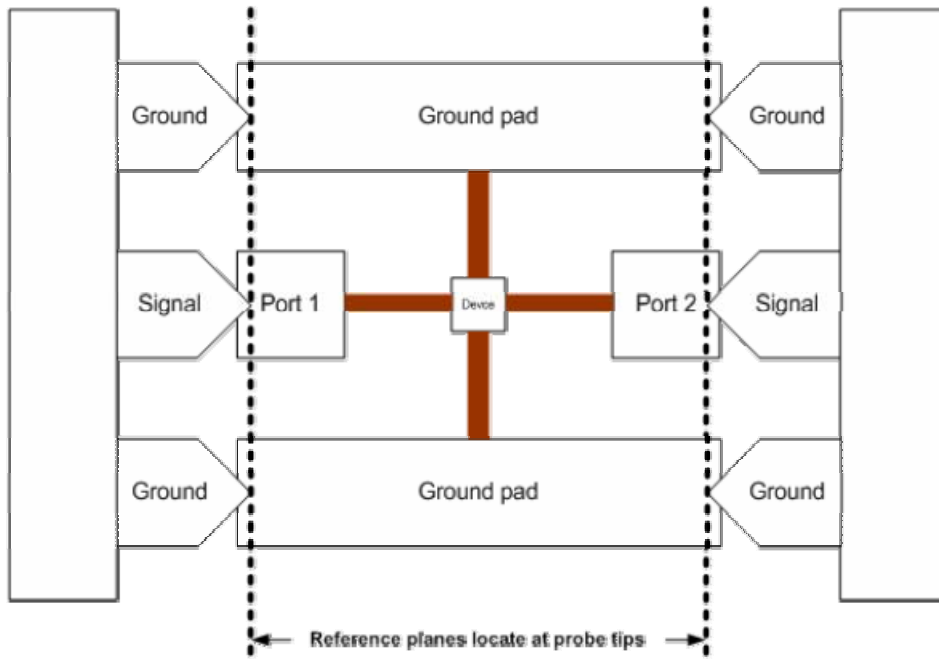 Ground Ground pad Ground
Signal Port 1 Devce Port 2 Signal
Ground Ground pad Ground
Reference planes locate at probe tips